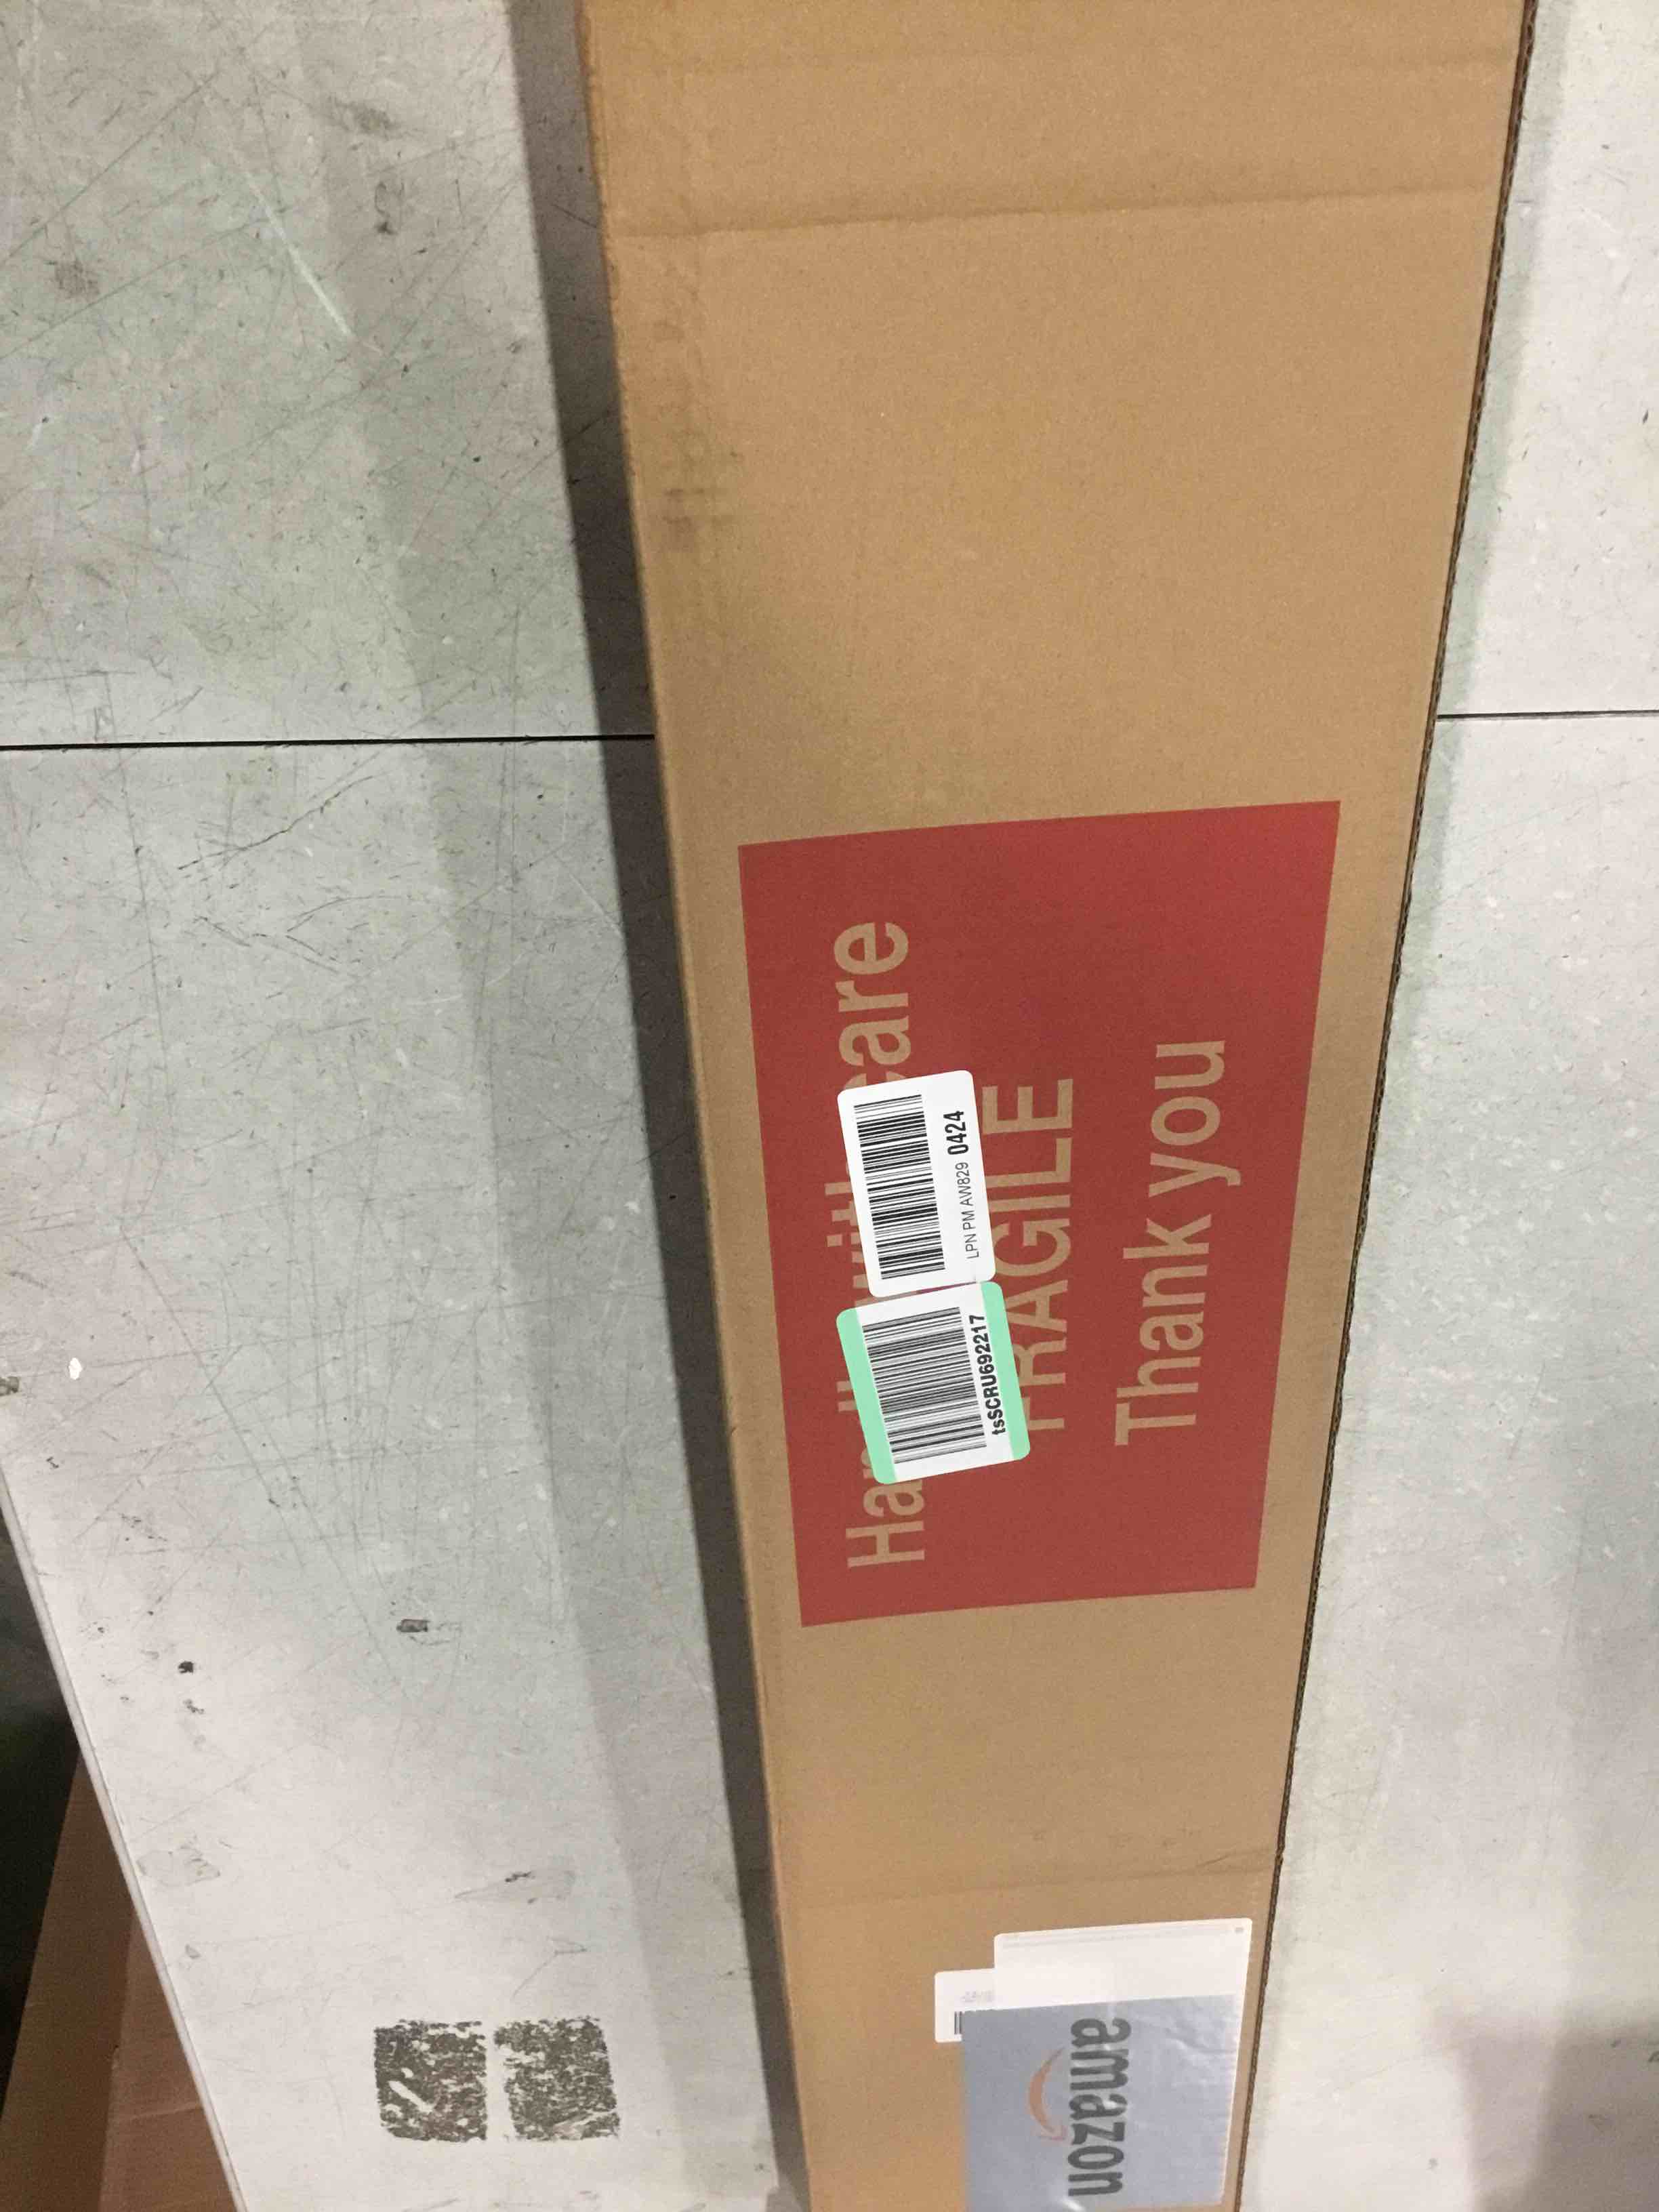 Handle with care
FRAGILE
Thank you
LPN PM AW829 0424
tsSCRU692217
amazon